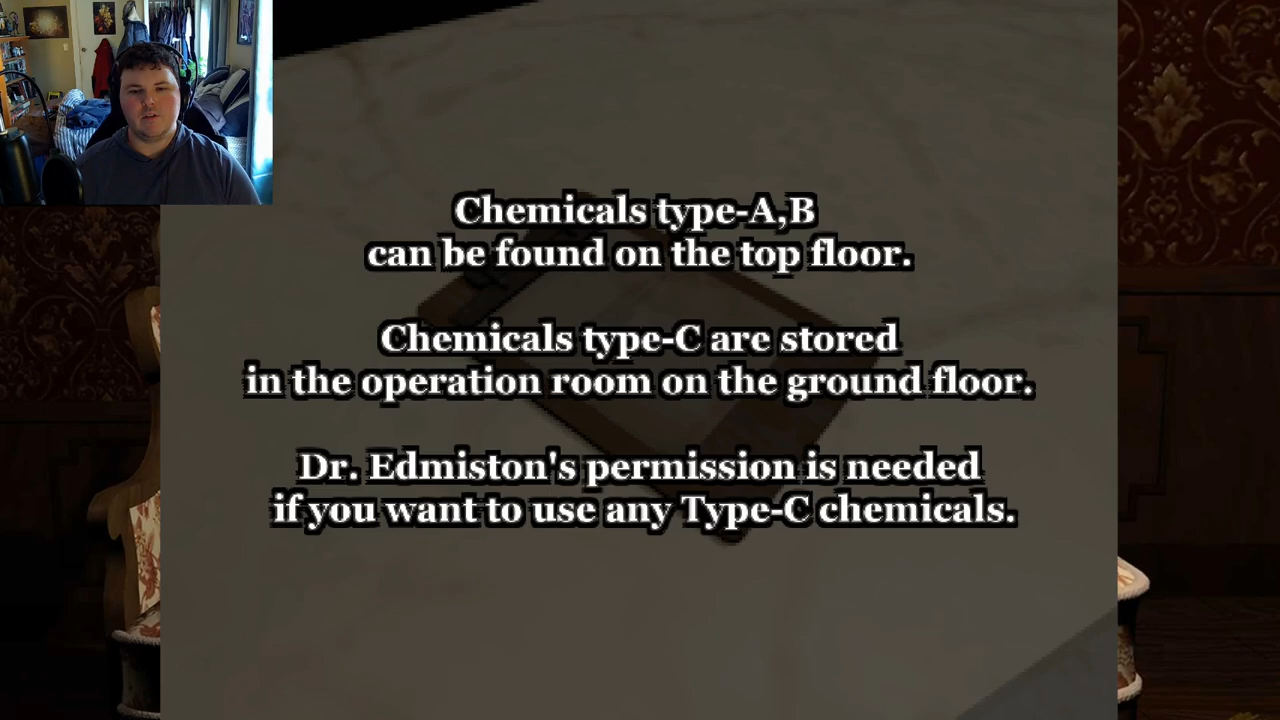 Chemicals type-A,B
can be found on the top floor.
Chemicals type-C are stored
in the operation room on the ground floor.
Dr. Edmiston's permission is needed
if you want to use any Type-C chemicals.